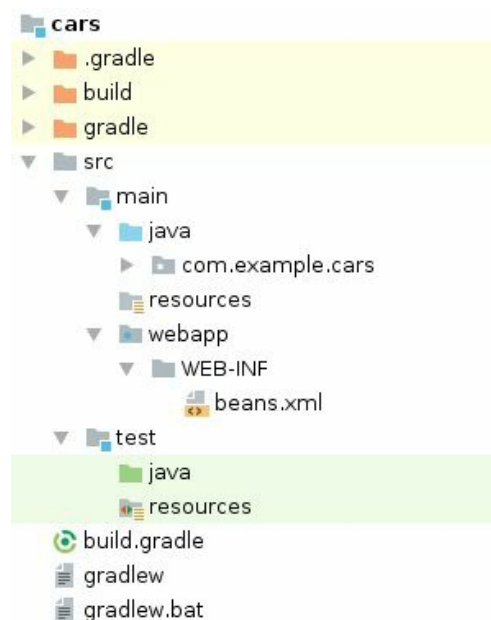 cars
.gradle
build
gradle
src
main
java
com.example.cars
resources
webapp
WEB-INF
beans.xml
test
java
resources
build.gradle
gradlew
gradlew.bat